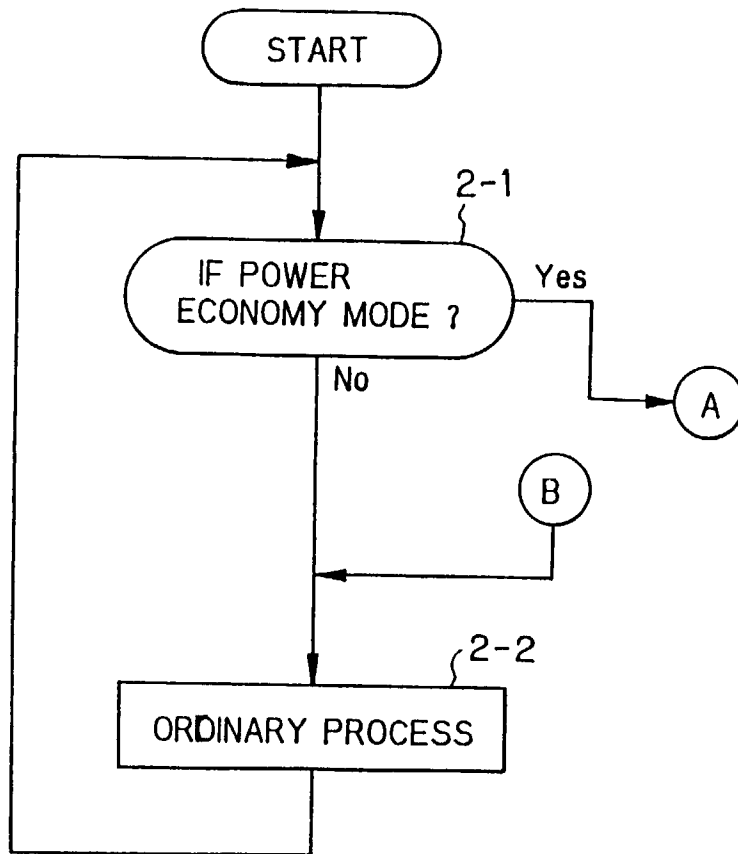 START
2-1
IF POWER
ECONOMY MODE ?
Yes
No
A
B
2-2
ORDINARY PROCESS